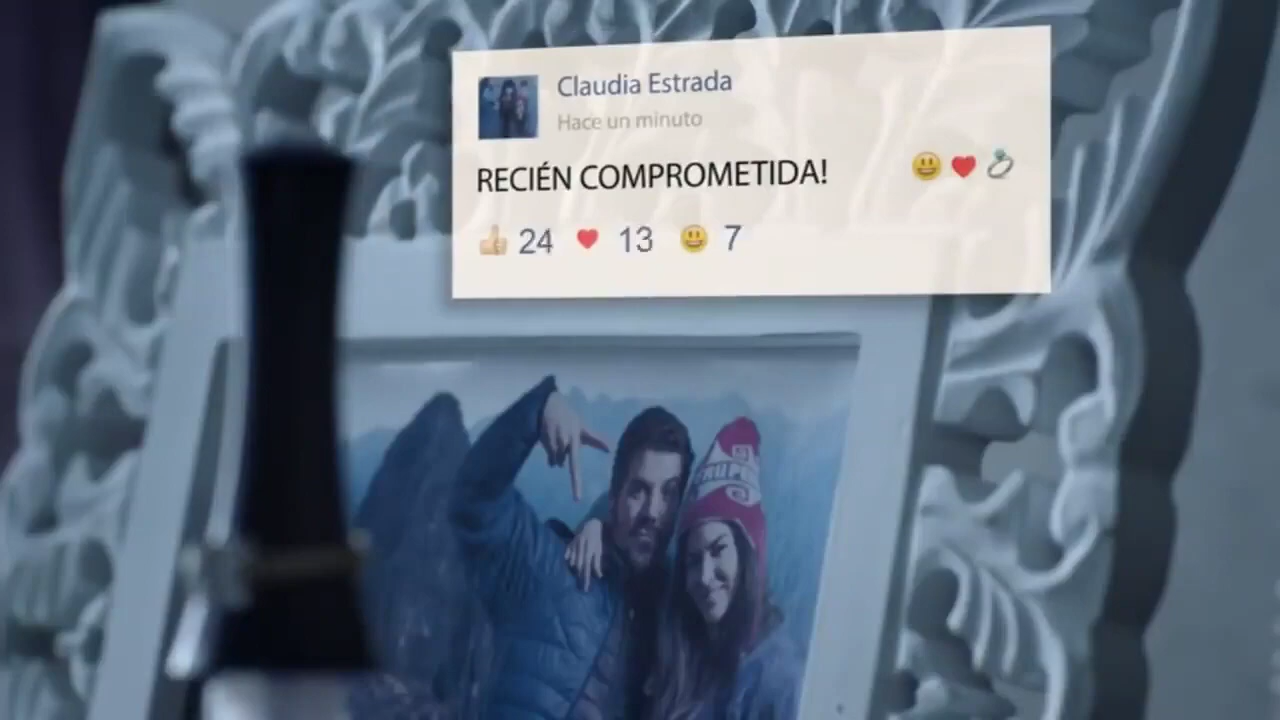 Claudia Estrada
Hace un minuto
RECIÉN COMPROMETIDA! 😃❤️💍
👍 24 ❤️ 13 😃 7